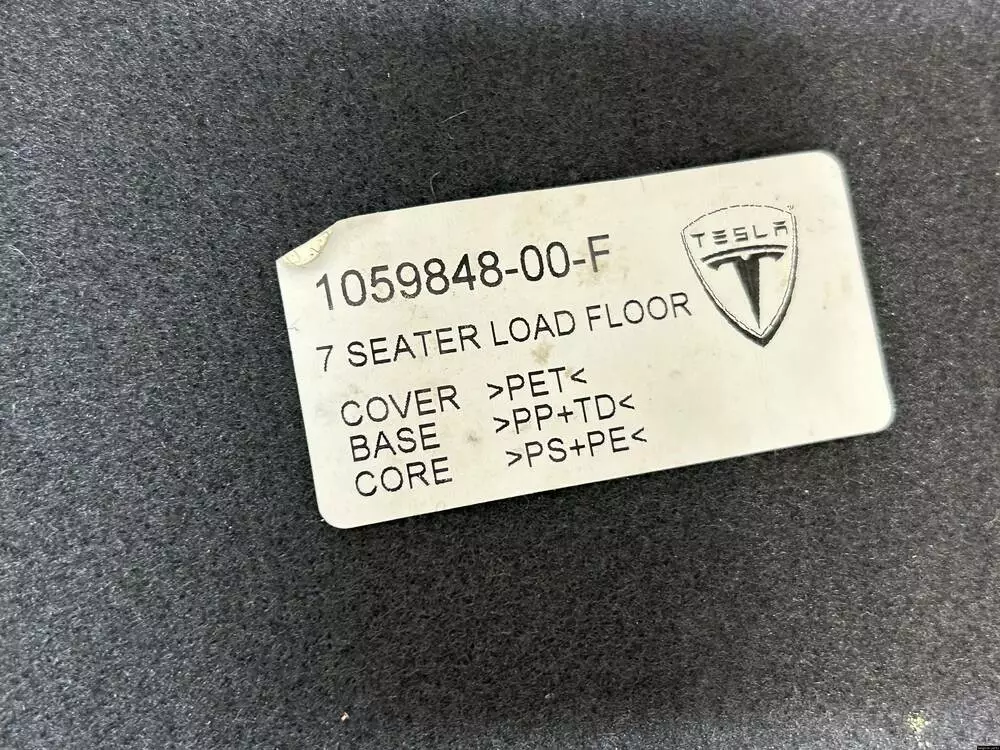 1059848-00-F
TESLA
7 SEATER LOAD FLOOR
COVER >PET<
BASE >PP+TD<
CORE >PS+PE<